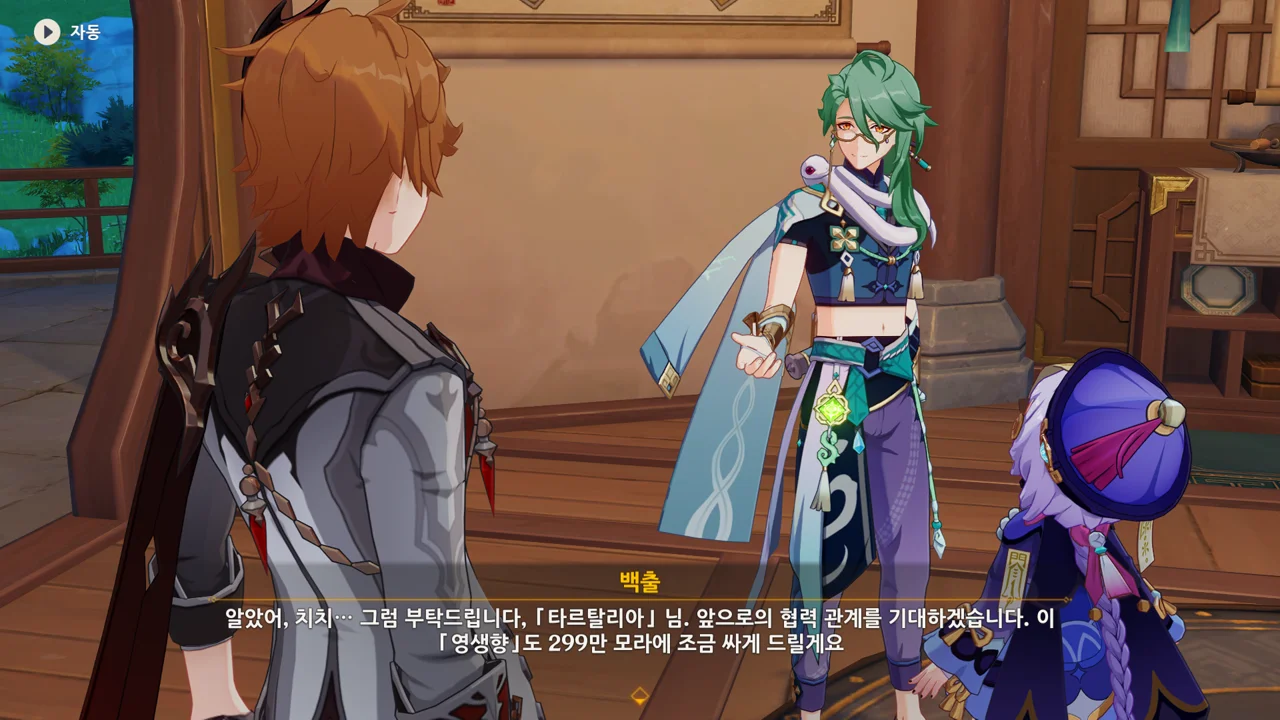 자동
백출
알았어, 치치… 그럼 부탁드립니다, 「타르탈리아」 님. 앞으로의 협력 관계를 기대하겠습니다. 이
「영생향」도 299만 모라에 조금 싸게 드릴게요